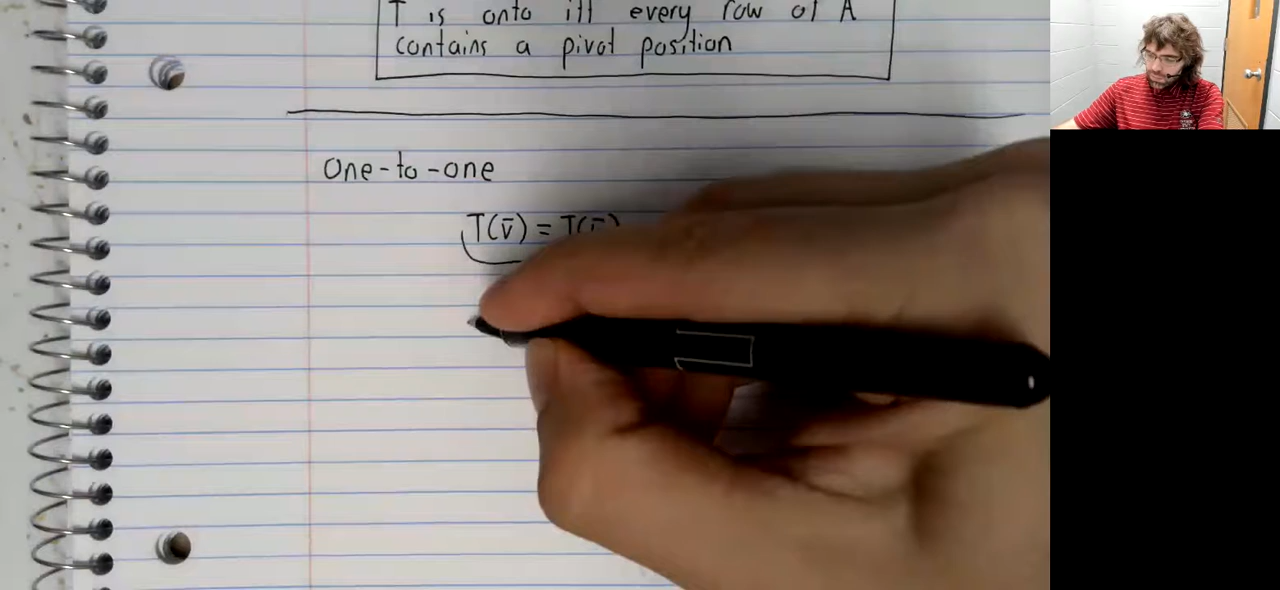 T is onto iff every row of A
contains a pivot position
One-to-one
T(v̄) = T(